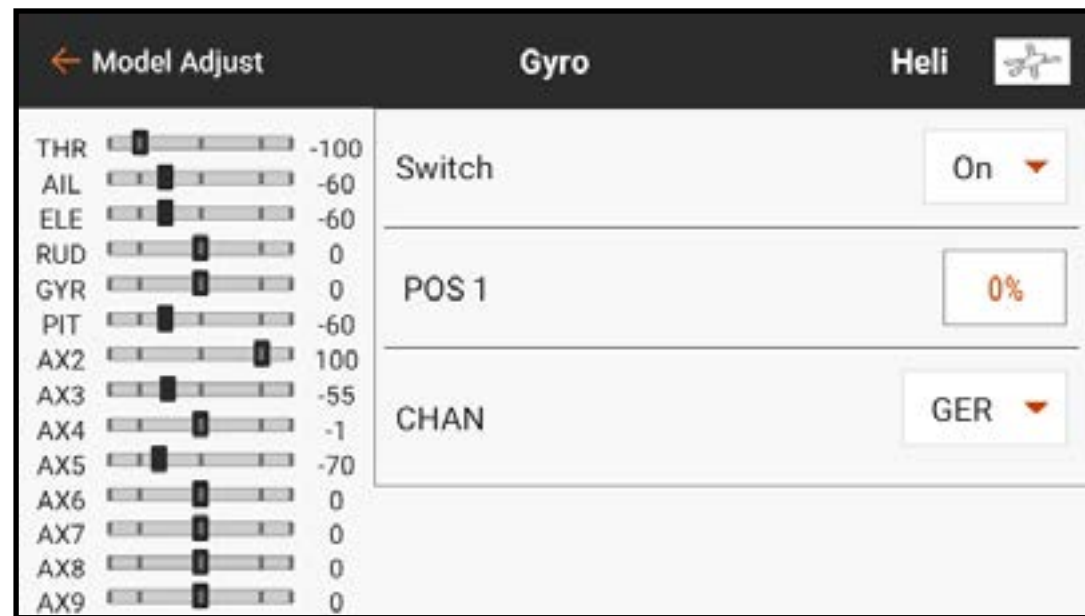 Model Adjust Gyro Heli
THR -100
AIL -60
ELE -60
RUD 0
GYR 0
PIT -60
AX2 100
AX3 -55
AX4 -1
AX5 -70
AX6 0
AX7 0
AX8 0
AX9 0
Switch On
POS 1 0%
CHAN GER